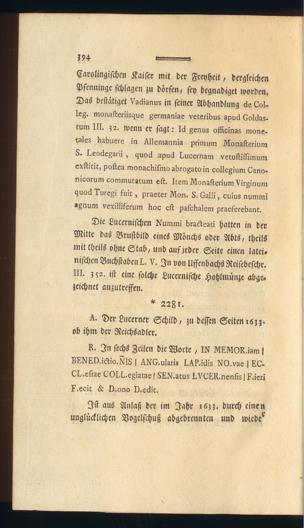 394
Carolingischen Kaiser mit der Freyheit, dergleichen
Pfenninge schlagen zu dörfen, sey begnadiget worden.
Das bestätiget Vadianus in seiner Abhandlung de Col-
leg. monasteriisque germaniae veteribus apud Goldas-
tum III. 32. wenn er sagt: Id genus officinas mone-
tales habuere in Allemannia primum Monasterium
S. Leodegarii, quod apud Lucernam vetustissimum
exstitit, postea monachismo abrogato in collegium Cano-
nicorum commutatum est. Item Monasterium Virginum
quod Turegi fuit, praeter Mon. S. Galli, cuius nummi
agnum vexilliferum hoc est paschalem praeferebant.
Die Lucernischen Nummi bracteati hatten in der
Mitte das Brustbild eines Mönchs oder Abts, theils
mit theils ohne Stab, und auf jeder Seite einen latei-
nischen Buchstaben L. V. In von Uffenbachs Reisebeschr.
III. 352. ist eine solche Lucernische Hohlmünze abge-
zeichnet anzutreffen.
* 2281.
A. Der Lucerner Schild, zu dessen Seiten 1633.
ob ihm der Reichsadler.
R. In sechs Zeilen die Worte, IN MEMOR.iam |
BENED.ictio.ÑIS | ANG.ularis LAP.idis NO.vae | EC-
CL.esiae COLL.egiatae | SEN.atus LVCER.nensis | F.ieri
F.ecit & D.ono D.edit.
Ist aus Anlaß der im Jahr 1633. durch einen
unglücklichen Vogelschuß abgebrennten und wieder